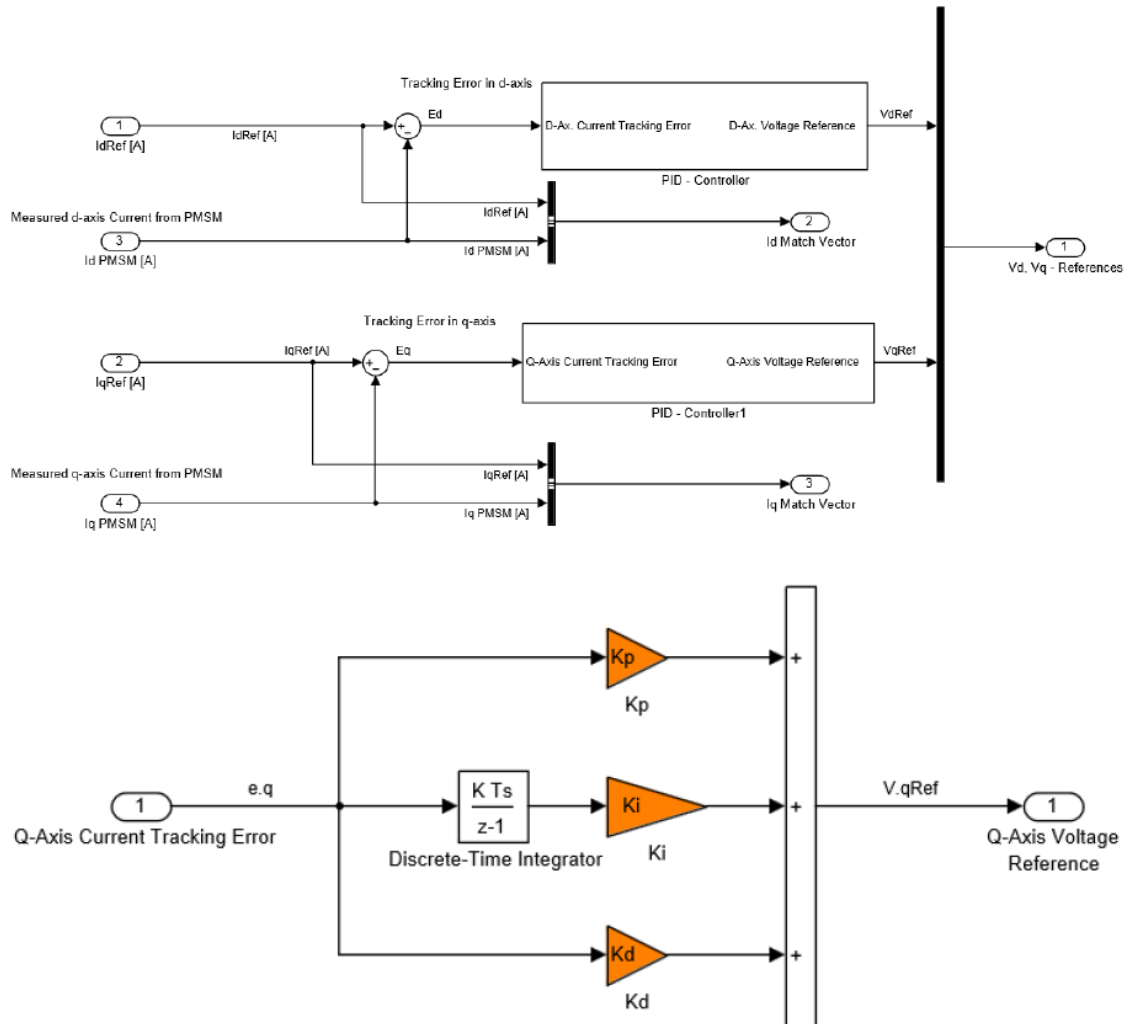 Tracking Error in d-axis
1
IdRef [A]
IdRef [A]
+
−
Ed
D-Ax. Current Tracking Error
D-Ax. Voltage Reference
VdRef
PID - Controller
Measured d-axis Current from PMSM
3
Id PMSM [A]
IdRef [A]
Id PMSM [A]
2
Id Match Vector
1
Vd, Vq - References
Tracking Error in q-axis
2
IqRef [A]
IqRef [A]
+
−
Eq
Q-Axis Current Tracking Error
Q-Axis Voltage Reference
VqRef
PID - Controller1
Measured q-axis Current from PMSM
4
Iq PMSM [A]
IqRef [A]
Iq PMSM [A]
3
Iq Match Vector
Kp
Kp
+
1
Q-Axis Current Tracking Error
e.q
K Ts
z-1
Discrete-Time Integrator
Ki
Ki
+
V.qRef
1
Q-Axis Voltage
Reference
Kd
Kd
+